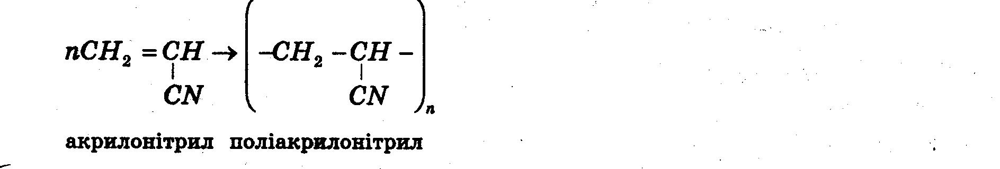 nCH₂ = CH → ( –CH₂ – CH – )ₙ
CN CN
акрилонітрил поліакрилонітрил